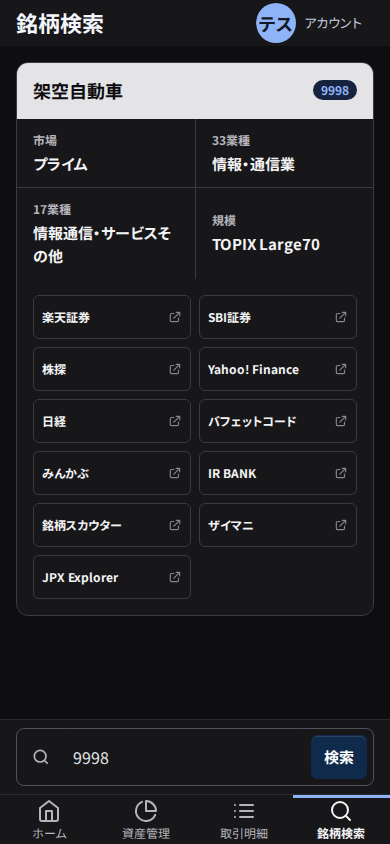 銘柄検索
テス アカウント
架空自動車 9998
市場 33業種
プライム 情報・通信業
17業種 規模
情報通信・サービスそ
の他
TOPIX Large70
楽天証券 SBI証券
株探 Yahoo! Finance
日経 バフェットコード
みんかぶ IR BANK
銘柄スカウター ザイマニ
JPX Explorer
9998 検索
ホーム 資産管理 取引明細 銘柄検索